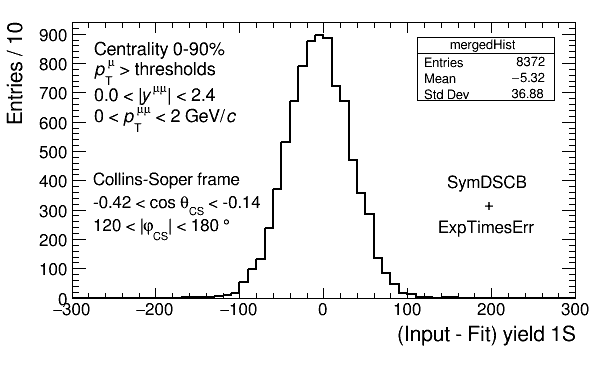 Entries / 10
900
800
700
600
500
400
300
200
100
0
Centrality 0-90%
p_T^μ > thresholds
0.0 < |y^μμ| < 2.4
0 < p_T^μμ < 2 GeV/c
Collins-Soper frame
-0.42 < cos θ_CS < -0.14
120 < |φ_CS| < 180 °
mergedHist
Entries 8372
Mean −5.32
Std Dev 36.88
SymDSCB
+
ExpTimesErr
−300 −200 −100 0 100 200 300
(Input - Fit) yield 1S